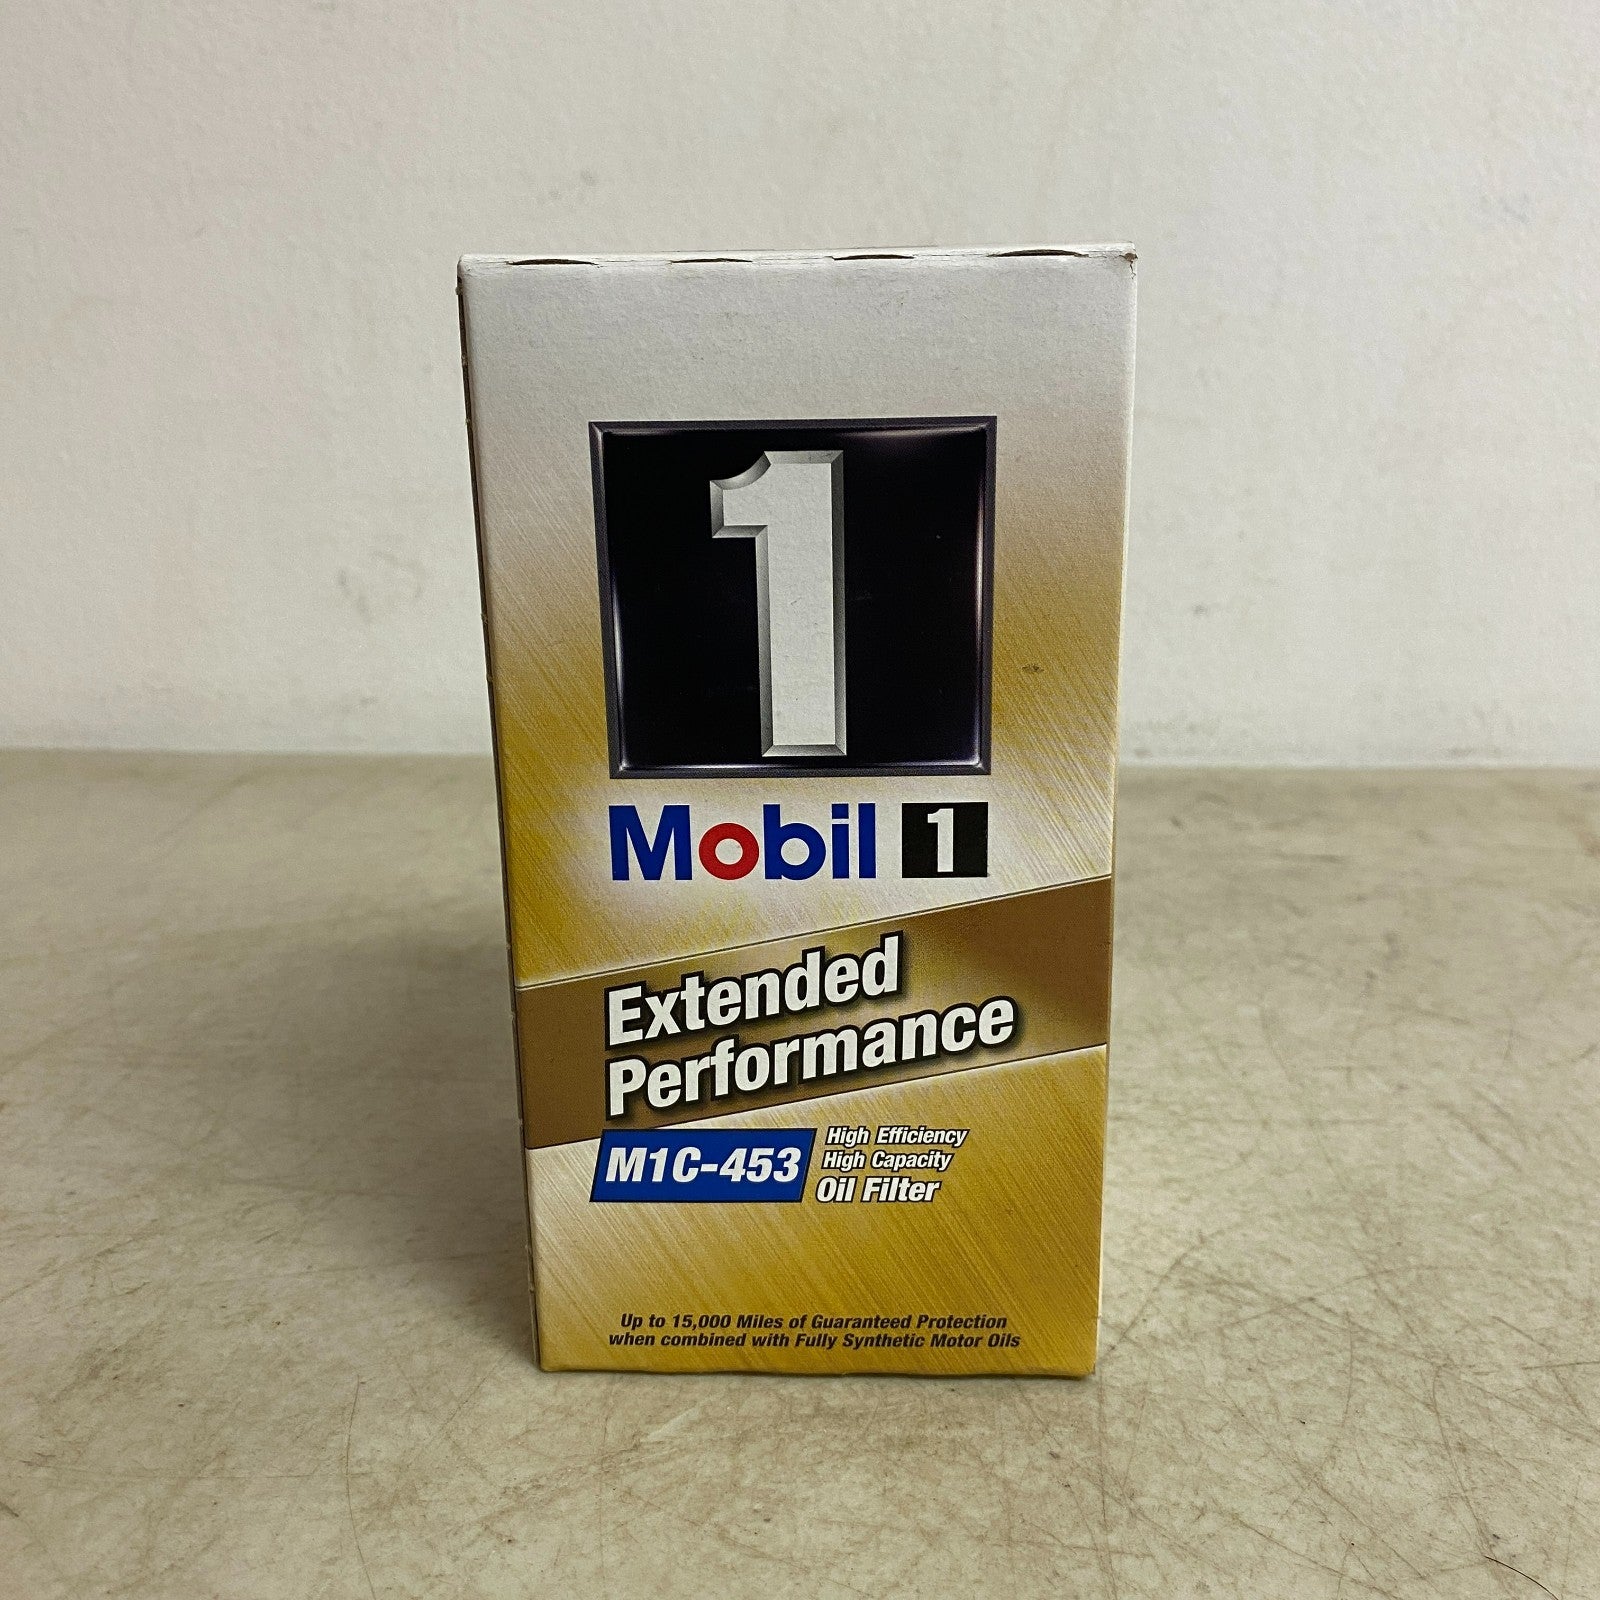 1
Mobil 1
Extended
Performance
M1C-453
High Efficiency
High Capacity
Oil Filter
Up to 15,000 Miles of Guaranteed Protection
when combined with Fully Synthetic Motor Oils